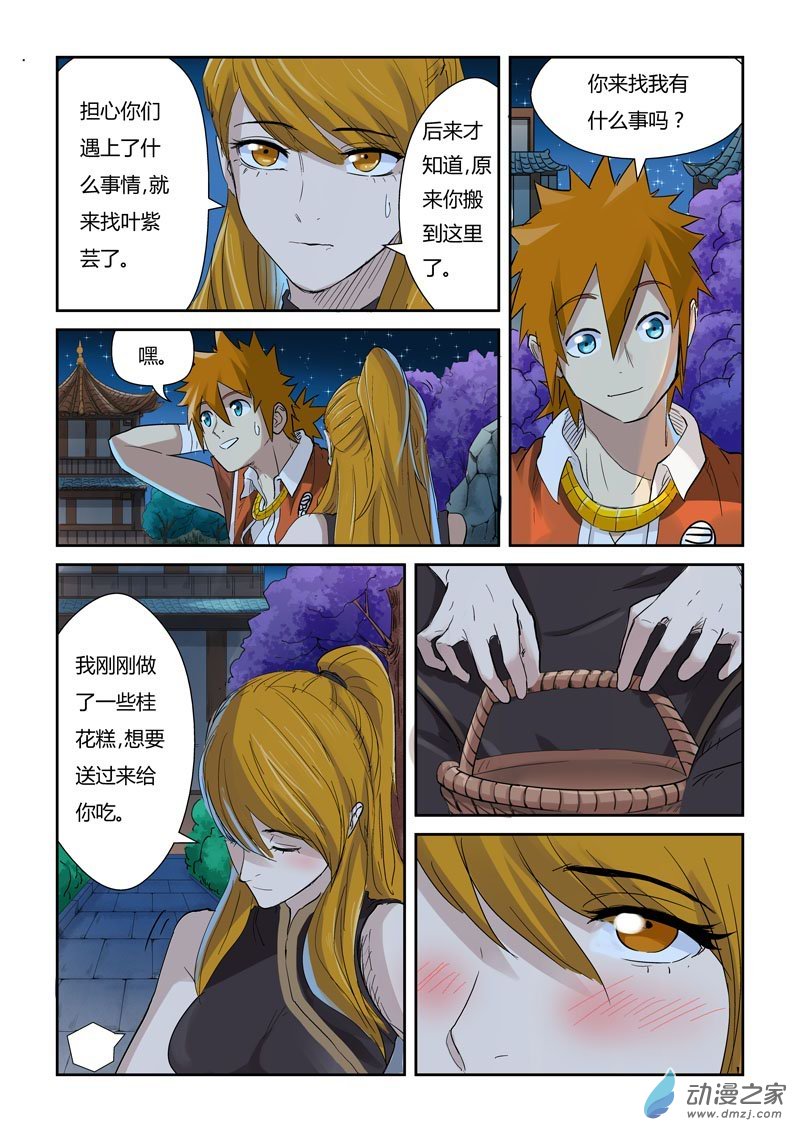 担心你们
遇上了什
么事情,就
来找叶紫
芸了。
后来才
知道,原
来你搬
到这里
了。
你来找我有
什么事吗？
嘿。
我刚刚做
了一些桂
花糕,想要
送过来给
你吃。
动漫之家
www.dmzj.com